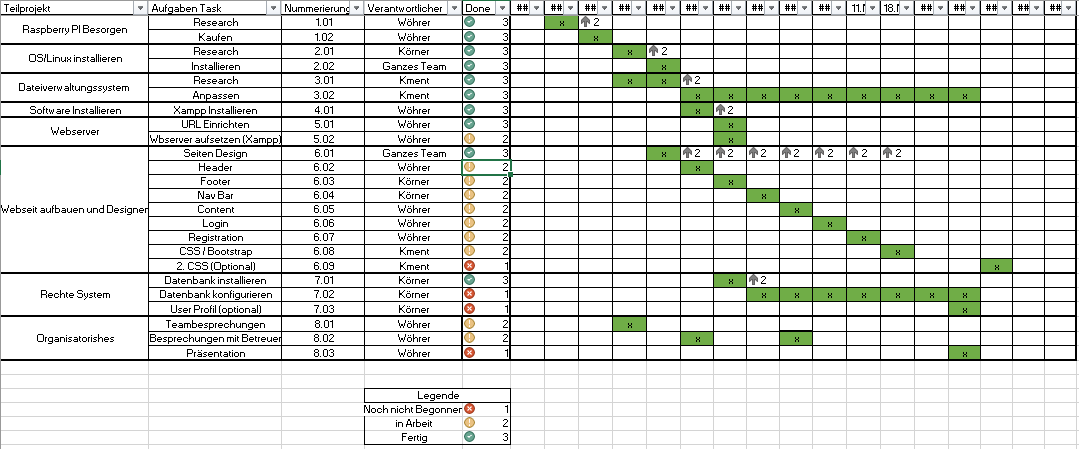 Teilprojekt Aufgaben Task Nummerierung Verantwortlicher Done ## ## ## ## ## ## ## ## ## ## 11.M 18.M ## ## ## ## ##
Raspberry PI Besorgen
Research 1.01 Wöhrer 3 x 2
Kaufen 1.02 Wöhrer 3 x
OS/Linux installieren
Research 2.01 Körner 3 x 2
Installieren 2.02 Ganzes Team 3 x
Dateiverwaltungssystem
Research 3.01 Kment 3 x x 2
Anpassen 3.02 Kment 3 x x x x x x x x x
Software Installieren Xampp Installieren 4.01 Wöhrer 3 x 2
Webserver
URL Einrichten 5.01 Wöhrer 3 x
Wbserver aufsetzen (Xampp) 5.02 Wöhrer 2 x
Webseit aufbauen und Designer
Seiten Design 6.01 Ganzes Team 3 x 2 2 2 2 2 2 2
Header 6.02 Wöhrer 2 x
Footer 6.03 Körner 2 x
Nav Bar 6.04 Körner 2 x
Content 6.05 Wöhrer 2 x
Login 6.06 Wöhrer 2 x
Registration 6.07 Wöhrer 2 x
CSS / Bootstrap 6.08 Kment 2 x
2. CSS (Optional) 6.09 Kment 1 x
Rechte System
Datenbank installieren 7.01 Körner 3 x 2
Datenbank konfigurieren 7.02 Körner 1 x x x x x x x
User Profil (optional) 7.03 Körner 1 x
Organisatorishes
Teambesprechungen 8.01 Wöhrer 2 x
Besprechungen mit Betreuer 8.02 Wöhrer 2 x x
Präsentation 8.03 Wöhrer 1 x
Legende
Noch nicht Begonnen 1
in Arbeit 2
Fertig 3